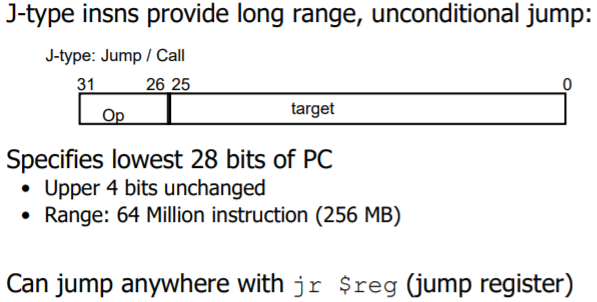 J-type insns provide long range, unconditional jump:
J-type: Jump / Call
31 26 25 0
Op target
Specifies lowest 28 bits of PC
• Upper 4 bits unchanged
• Range: 64 Million instruction (256 MB)
Can jump anywhere with jr $reg (jump register)